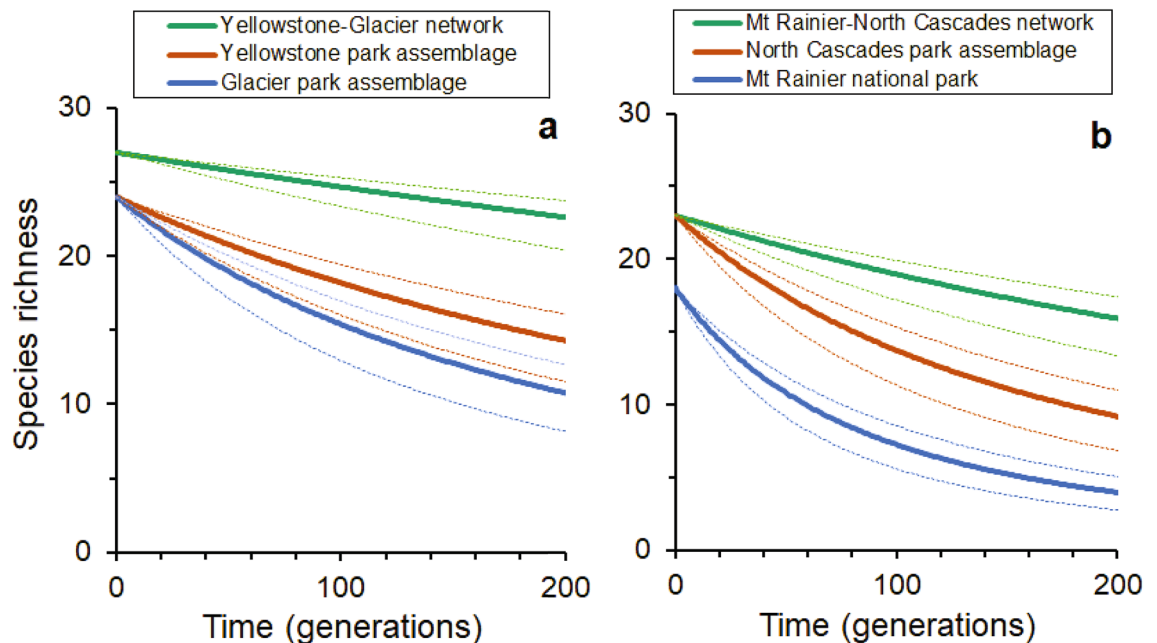 Yellowstone-Glacier network
Yellowstone park assemblage
Glacier park assemblage
Mt Rainier-North Cascades network
North Cascades park assemblage
Mt Rainier national park
a
b
Species richness
30
20
10
0
0
100
200
Time (generations)
30
20
10
0
0
100
200
Time (generations)